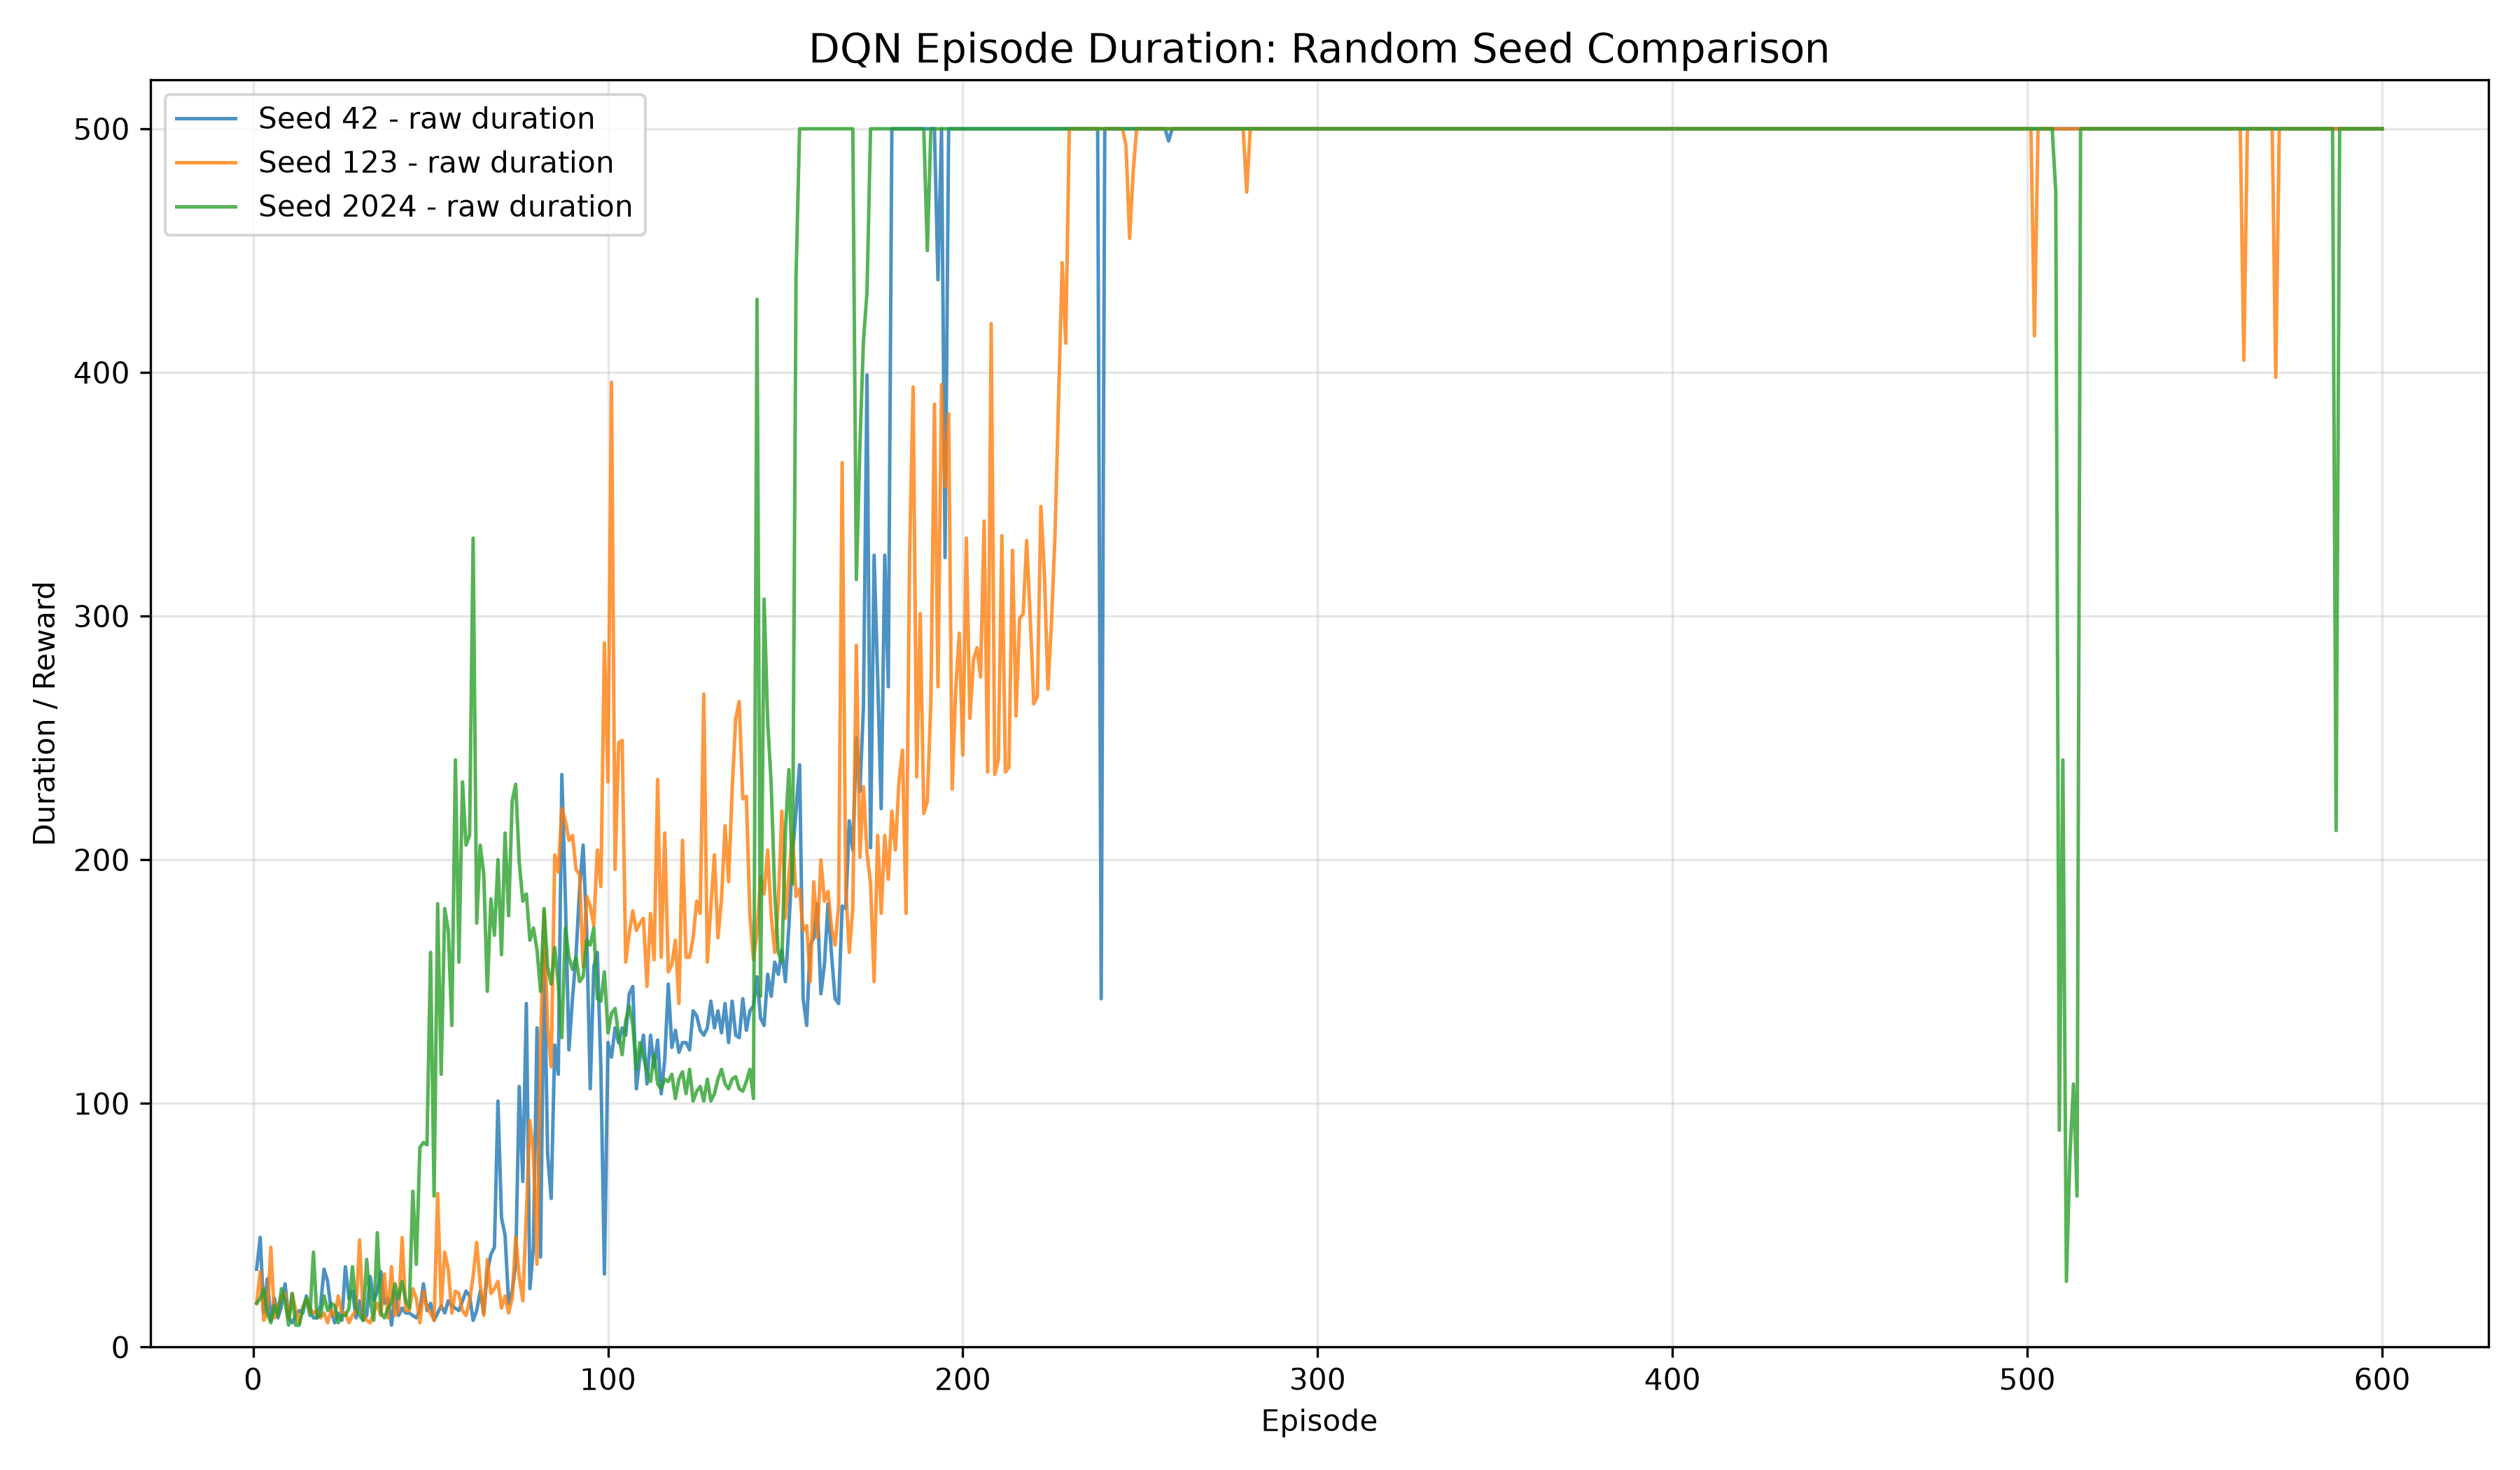 DQN Episode Duration: Random Seed Comparison
Seed 42 - raw duration
Seed 123 - raw duration
Seed 2024 - raw duration
500
400
300
200
100
0
Duration / Reward
0 100 200 300 400 500 600
Episode